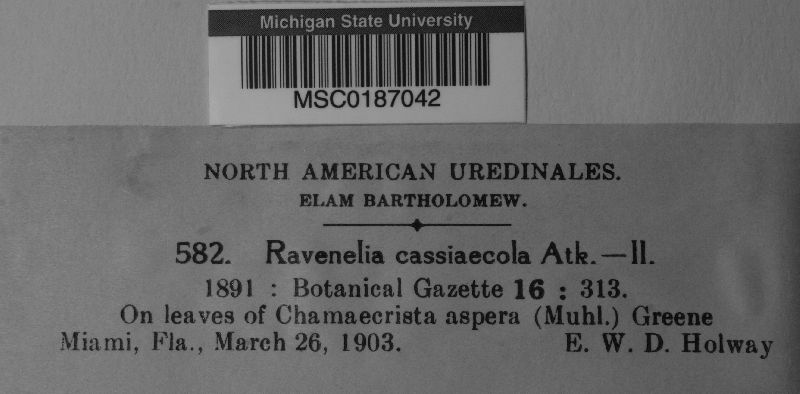 Michigan State University
MSC0187042
NORTH AMERICAN UREDINALES.
ELAM BARTHOLOMEW.
582. Ravenelia cassiaecola Atk.—II.
1891 : Botanical Gazette 16 : 313.
On leaves of Chamaecrista aspera (Muhl.) Greene
Miami, Fla., March 26, 1903. E. W. D. Holway